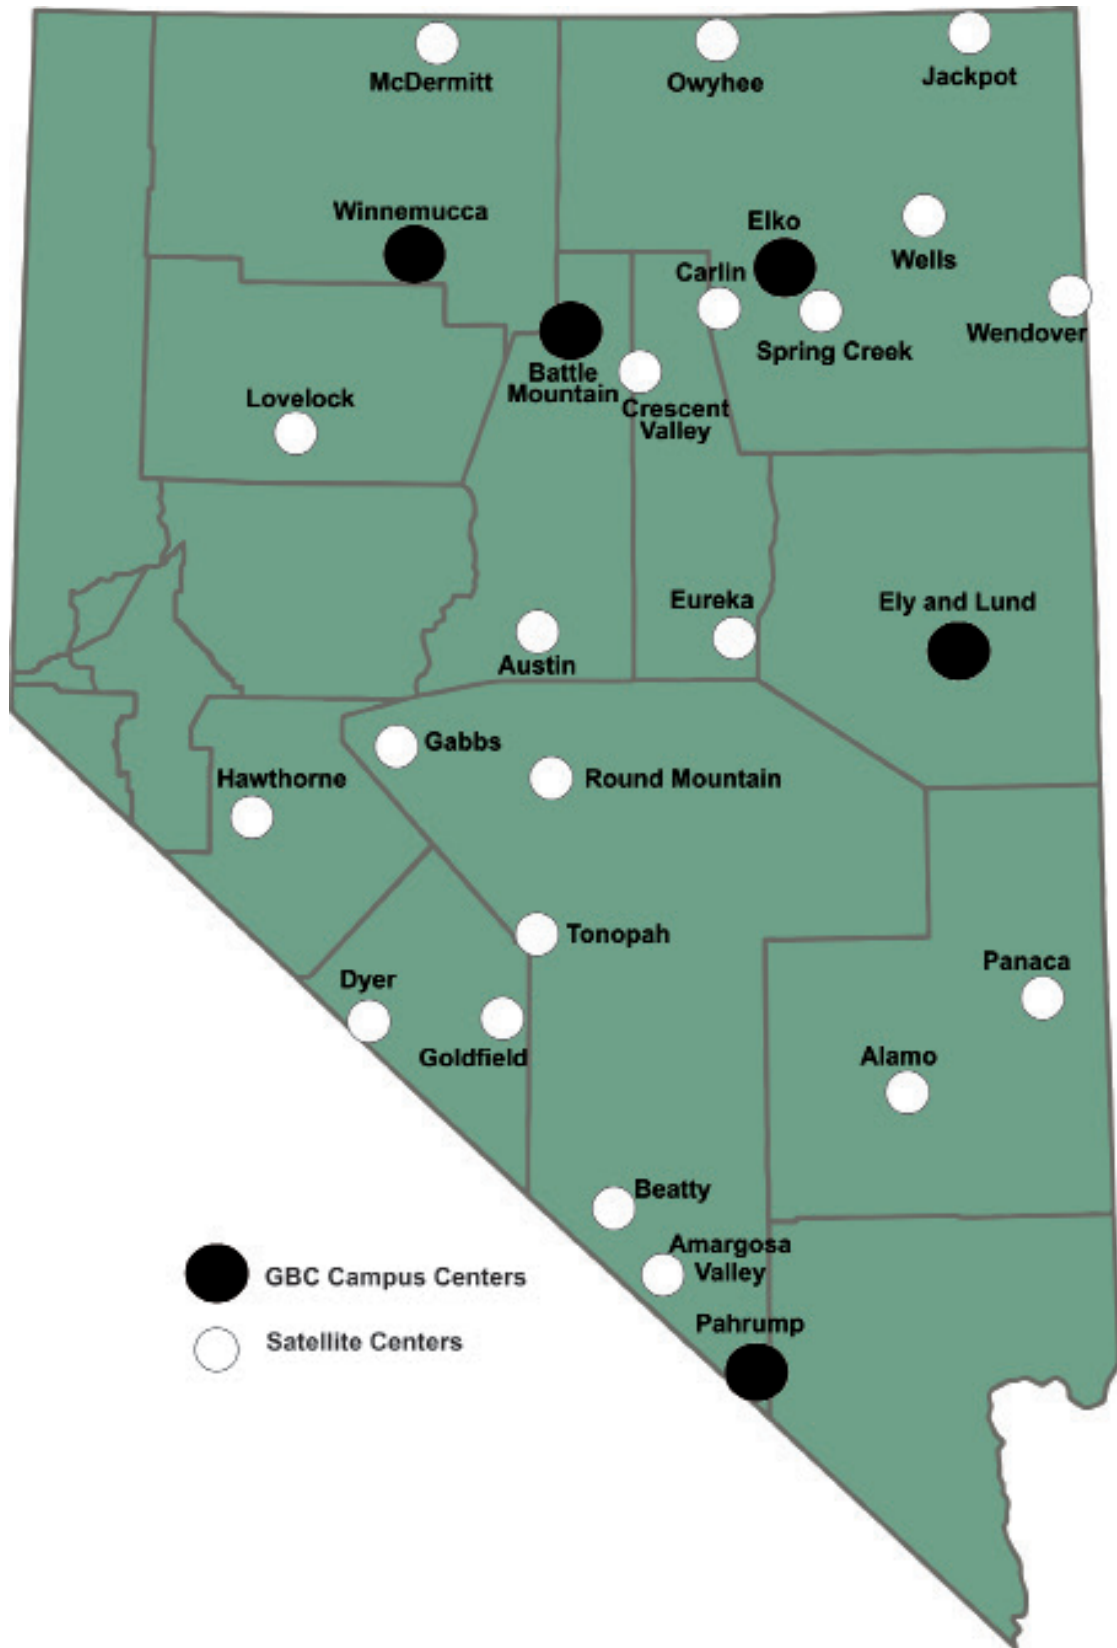 McDermitt
Owyhee
Jackpot
Winnemucca
Elko
Wells
Carlin
Wendover
Spring Creek
Battle
Mountain
Crescent
Valley
Lovelock
Eureka
Ely and Lund
Austin
Gabbs
Hawthorne
Round Mountain
Tonopah
Panaca
Dyer
Goldfield
Alamo
Beatty
Amargosa
Valley
GBC Campus Centers
Pahrump
Satellite Centers